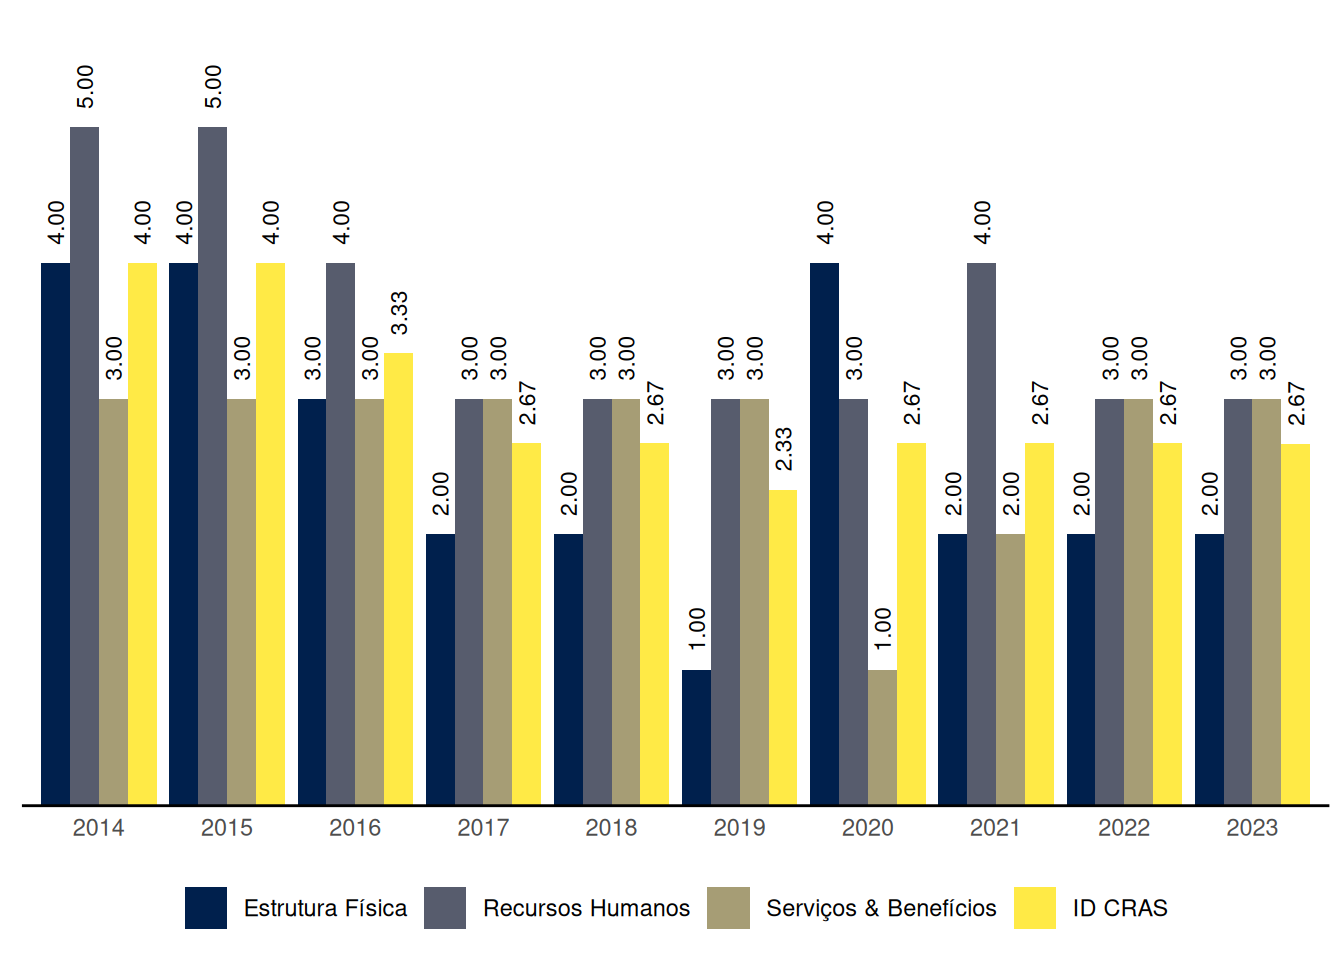 5.00 5.00
4.00 4.00 4.00 4.00 4.00 4.00 4.00
3.33
3.00 3.00 3.00 3.00 3.00 3.00 3.00 3.00 3.00 3.00 3.00 3.00 3.00 3.00 3.00
2.67 2.67 2.67 2.67 2.67 2.67
2.33
2.00 2.00 2.00 2.00 2.00 2.00
1.00 1.00
2014 2015 2016 2017 2018 2019 2020 2021 2022 2023
Estrutura Física Recursos Humanos Serviços & Benefícios ID CRAS